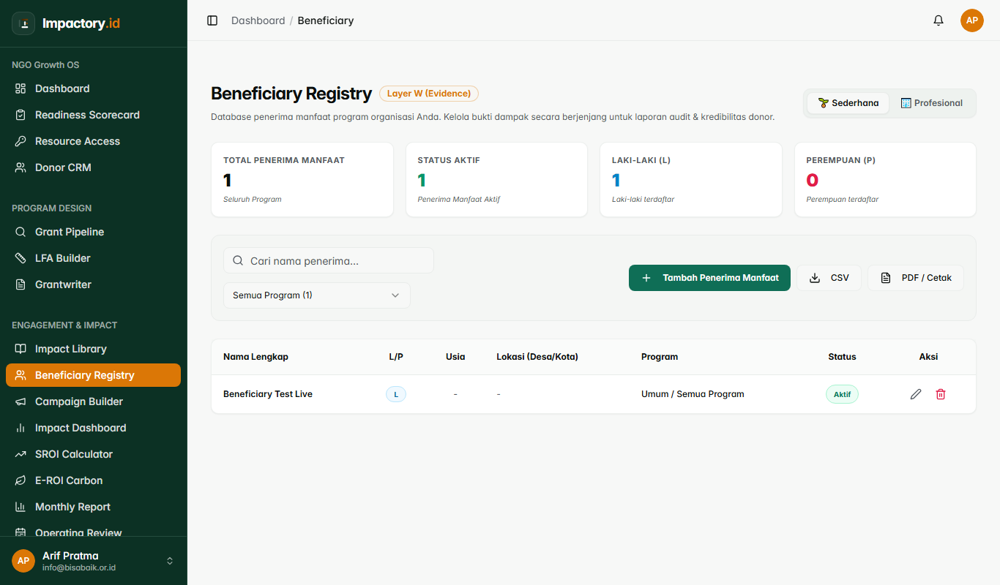 Impactory.id
NGO Growth OS
Dashboard
Readiness Scorecard
Resource Access
Donor CRM
PROGRAM DESIGN
Grant Pipeline
LFA Builder
Grantwriter
ENGAGEMENT & IMPACT
Impact Library
Beneficiary Registry
Campaign Builder
Impact Dashboard
SROI Calculator
E-ROI Carbon
Monthly Report
Operating Review
AP
Arif Pratma
info@bisabaik.or.id
Dashboard / Beneficiary
AP
Beneficiary Registry Layer W (Evidence)
Database penerima manfaat program organisasi Anda. Kelola bukti dampak secara berjenjang untuk laporan audit & kredibilitas donor.
Sederhana Profesional
TOTAL PENERIMA MANFAAT
1
Seluruh Program
STATUS AKTIF
1
Penerima Manfaat Aktif
LAKI-LAKI (L)
1
Laki-laki terdaftar
PEREMPUAN (P)
0
Perempuan terdaftar
Cari nama penerima...
Semua Program (1)
Tambah Penerima Manfaat CSV PDF / Cetak
Nama Lengkap L/P Usia Lokasi (Desa/Kota) Program Status Aksi
Beneficiary Test Live L - - Umum / Semua Program Aktif